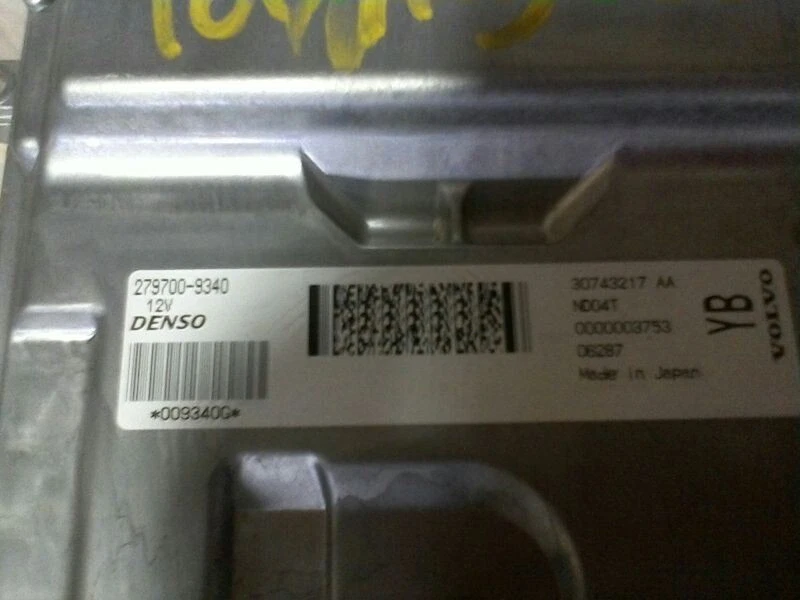 279700-9340
12V
DENSO
*009340G*
30743217 AA
ND04T
0000003753
06287
Made in Japan
YB
VOLVO